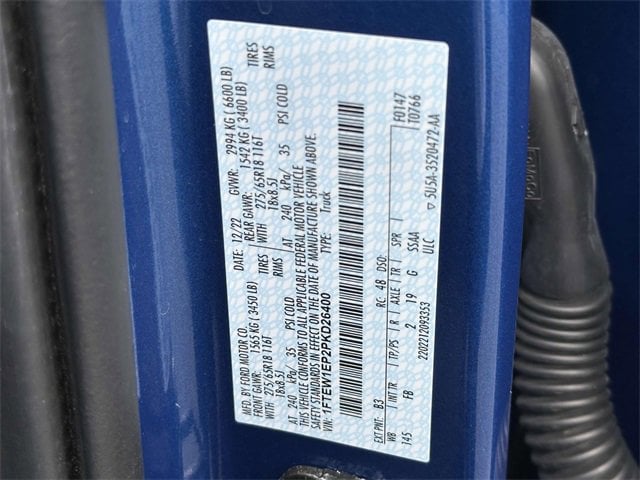 MFD. BY FORD MOTOR CO.
DATE: 12/22 GVWR: 2994 KG ( 6600 LB)
FRONT GAWR: 1565 KG ( 3450 LB) REAR GAWR: 1542 KG ( 3400 LB)
WITH 275/65R18 116T TIRES WITH 275/65R18 116T TIRES
18x8.5J RIMS 18x8.5J RIMS
AT 240 kPa/ 35 PSI COLD AT 240 kPa/ 35 PSI COLD
THIS VEHICLE CONFORMS TO ALL APPLICABLE FEDERAL MOTOR VEHICLE
SAFETY STANDARDS IN EFFECT ON THE DATE OF MANUFACTURE SHOWN ABOVE.
VIN: 1FTEW1EP2PKD26400 TYPE: Truck
F0147
T0766
EXT PNT: B3 RC: 48 DSO:
WB INT TR TP/PS R AXLE TR SPR
145 FB 2 19 G SS4A
ULC
2202212093353
5U5A-3520472-AA